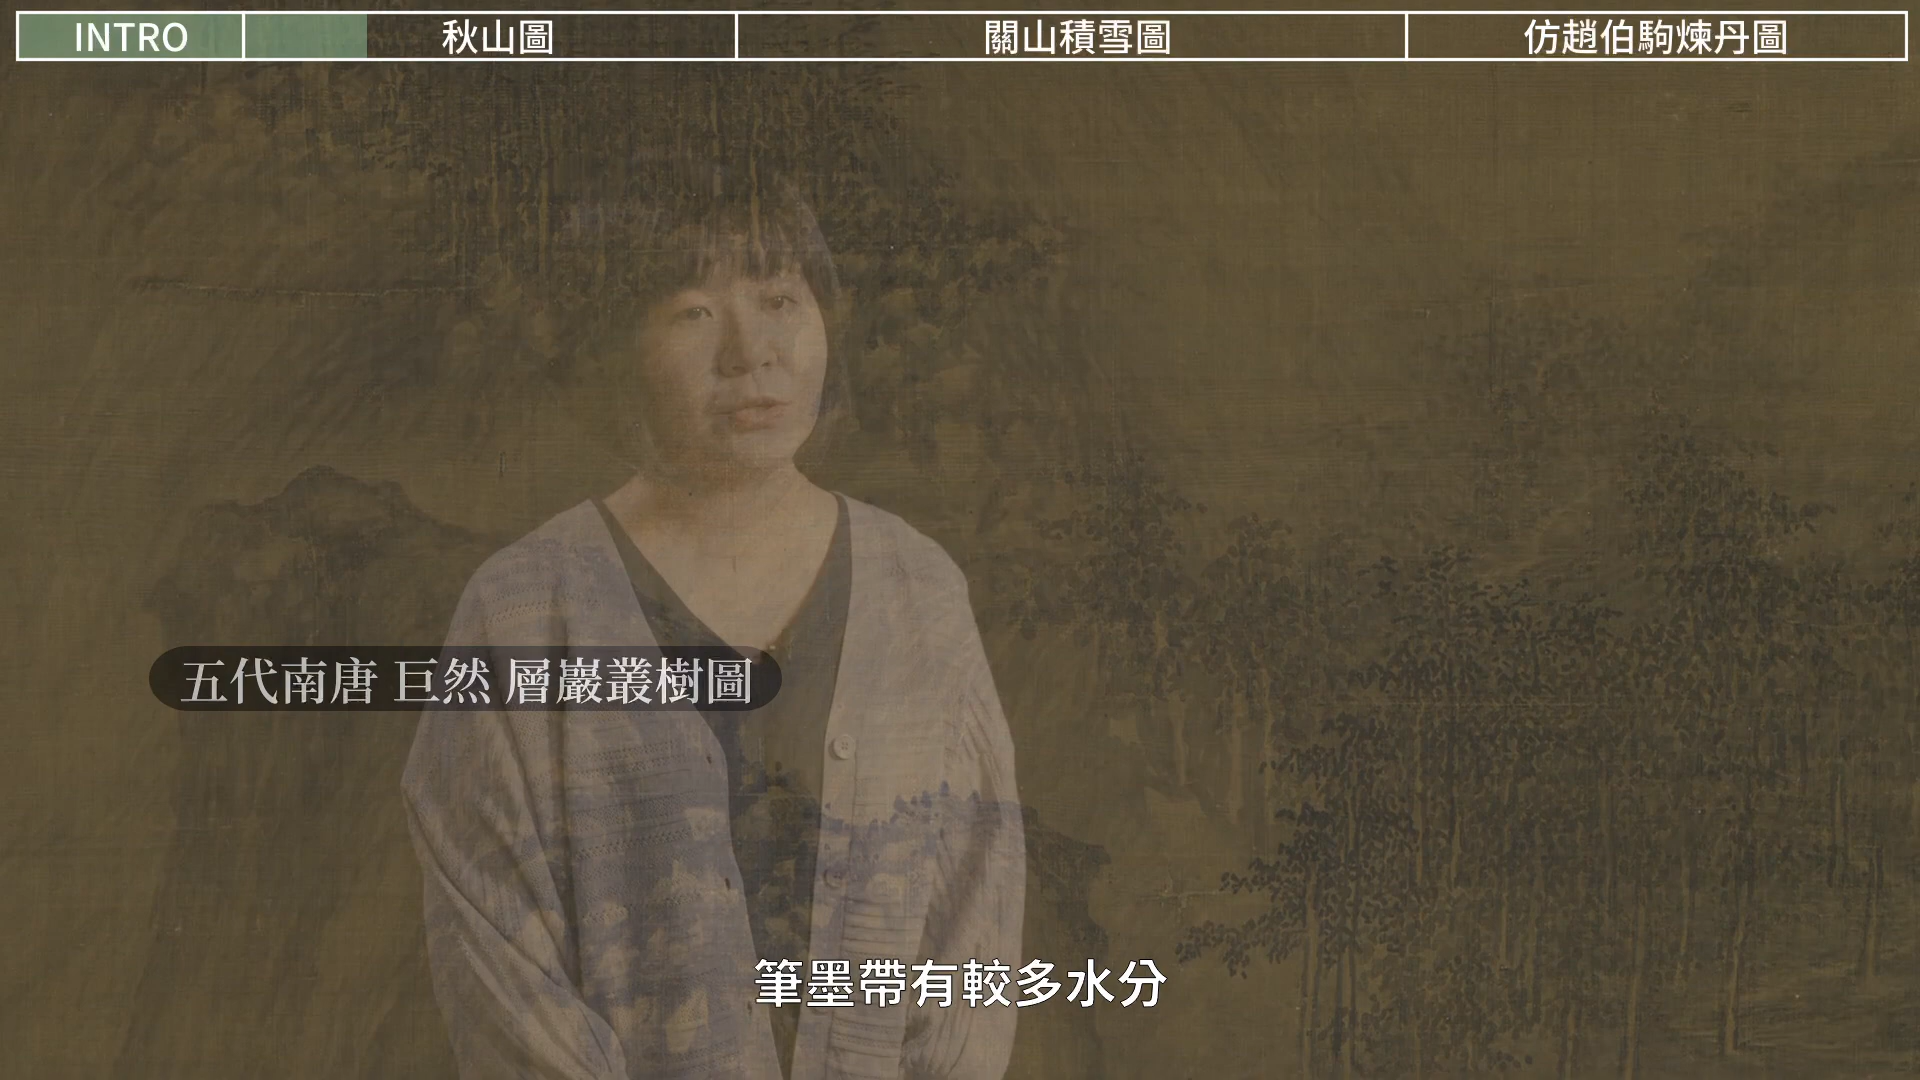 INTRO
秋山圖
關山積雪圖
仿趙伯駒煉丹圖
五代南唐 巨然 層巖叢樹圖
筆墨帶有較多水分